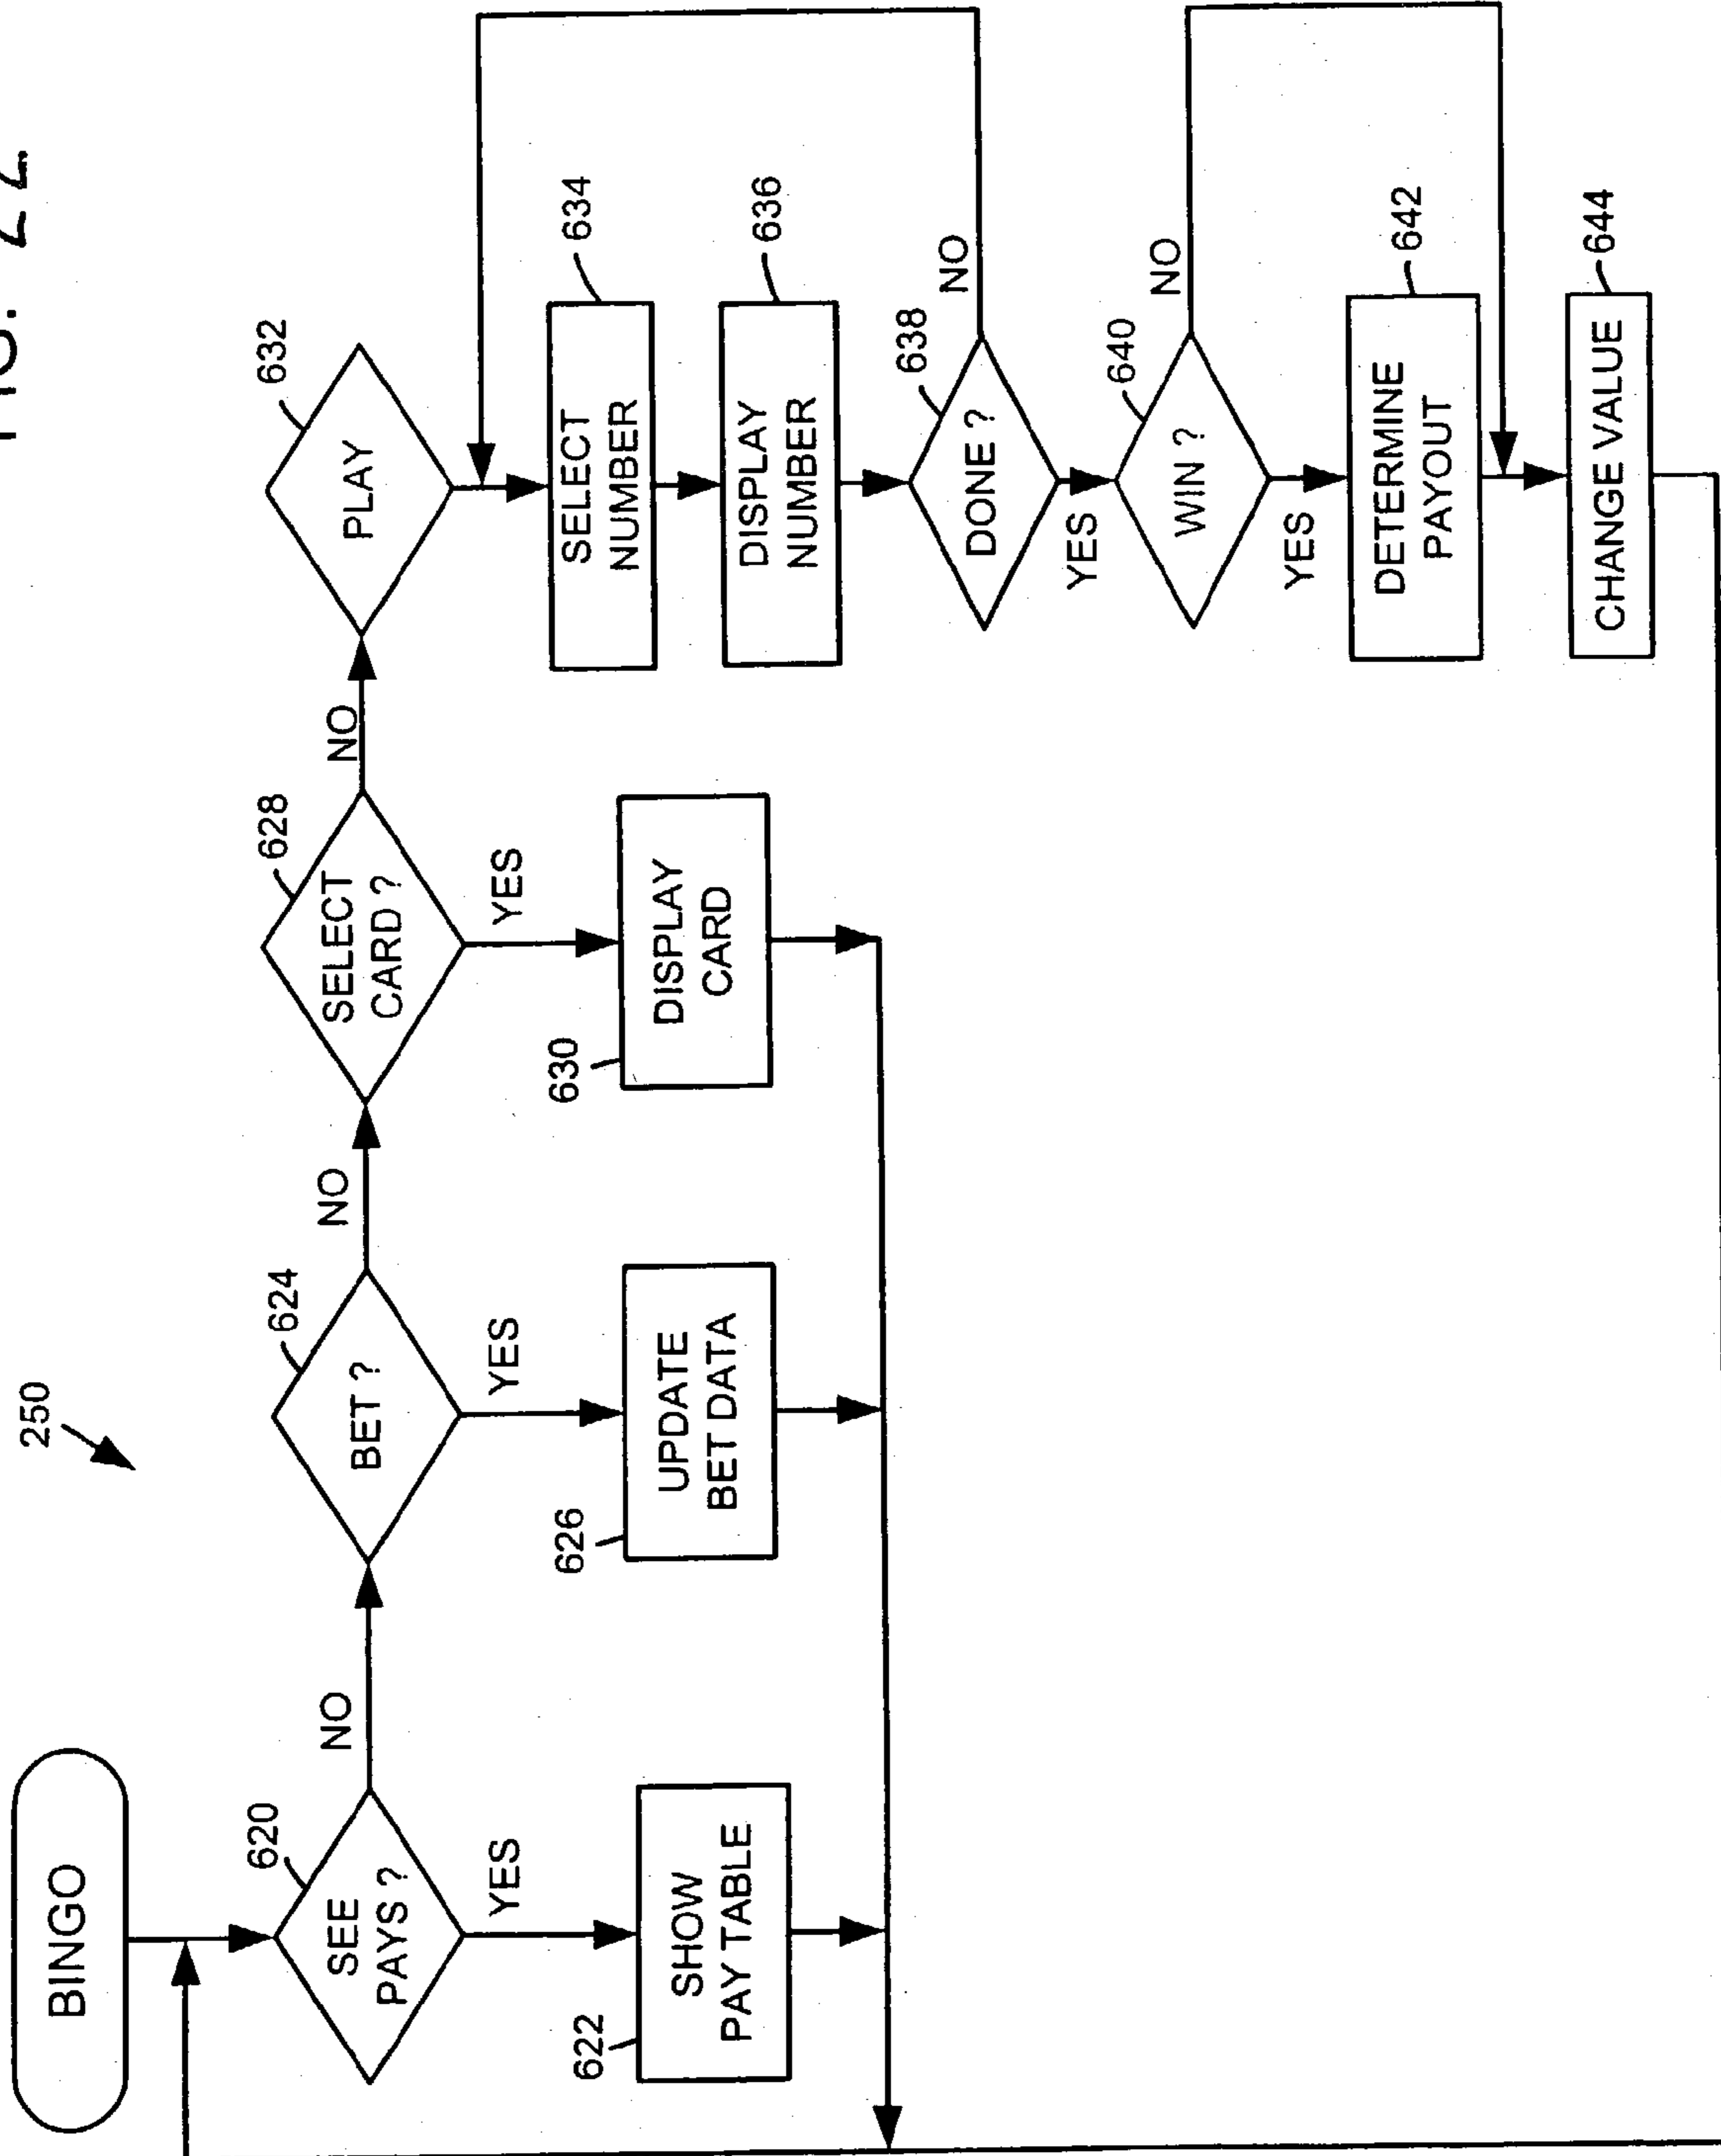 FIG. 22
250
BINGO
620
SEE
PAYS ?
NO
YES
622
SHOW
PAY TABLE
624
BET ?
NO
YES
626
UPDATE
BET DATA
628
SELECT
CARD ?
NO
YES
630
DISPLAY
CARD
632
PLAY
634
SELECT
NUMBER
636
DISPLAY
NUMBER
638
DONE ?
NO
YES
640
WIN ?
NO
YES
642
DETERMINE
PAYOUT
644
CHANGE VALUE